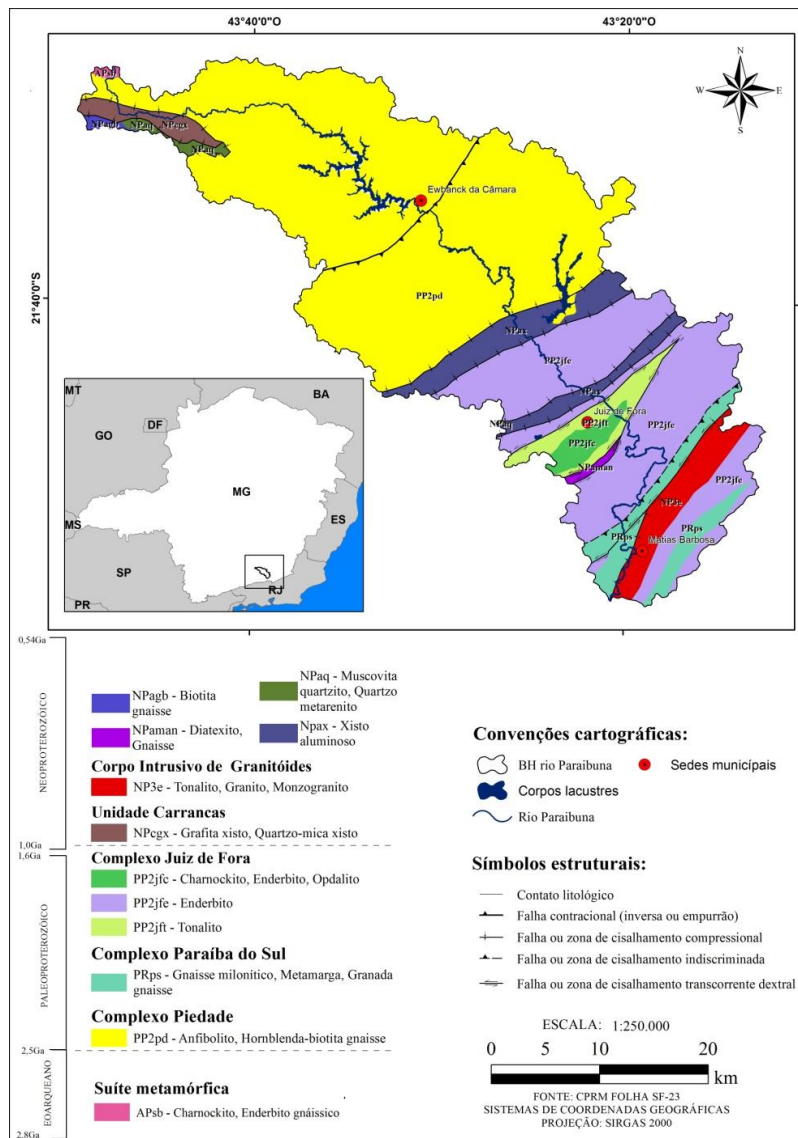 43°40'0"O
43°20'0"O
N
W
E
S
NPaq
NPcgx
NPaq
Ewbanck da Câmara
21°40'0"S
PP2pd
NPax
PP2jfe
NPax
Juiz de Fora
NPaq
PP2jft
PP2jfe
PP2jfc
NPaman
PP2jfe
NP3e
PRps
PRps
Matias Barbosa
MT
BA
DF
GO
MG
ES
MS
SP
RJ
PR
0,54Ga
NEOPROTEROZÓICO
NPagb - Biotita
gnaisse
NPaq - Muscovita
quartzito, Quartzo
metarenito
NPaman - Diatexito,
Gnaisse
Npax - Xisto
aluminoso
Corpo Intrusivo de Granitóides
NP3e - Tonalito, Granito, Monzogranito
Unidade Carrancas
NPcgx - Grafita xisto, Quartzo-mica xisto
1,0Ga
1,6Ga
PALEOPROTEROZÓICO
Complexo Juiz de Fora
PP2jfc - Charnockito, Enderbito, Opdalito
PP2jfe - Enderbito
PP2jft - Tonalito
Complexo Paraíba do Sul
PRps - Gnaisse milonítico, Metamarga, Granada
gnaisse
Complexo Piedade
PP2pd - Anfibolito, Hornblenda-biotita gnaisse
2,5Ga
EOARQUEANO
Suíte metamórfica
APsb - Charnockito, Enderbito gnáissico
2.8Ga
Convenções cartográficas:
BH rio Paraibuna
Sedes municípais
Corpos lacustres
Rio Paraibuna
Símbolos estruturais:
Contato litológico
Falha contracional (inversa ou empurrão)
Falha ou zona de cisalhamento compressional
Falha ou zona de cisalhamento indiscriminada
Falha ou zona de cisalhamento transcorrente dextral
ESCALA: 1:250.000
0 5 10 20
km
FONTE: CPRM FOLHA SF-23
SISTEMAS DE COORDENADAS GEOGRÁFICAS
PROJEÇÃO: SIRGAS 2000